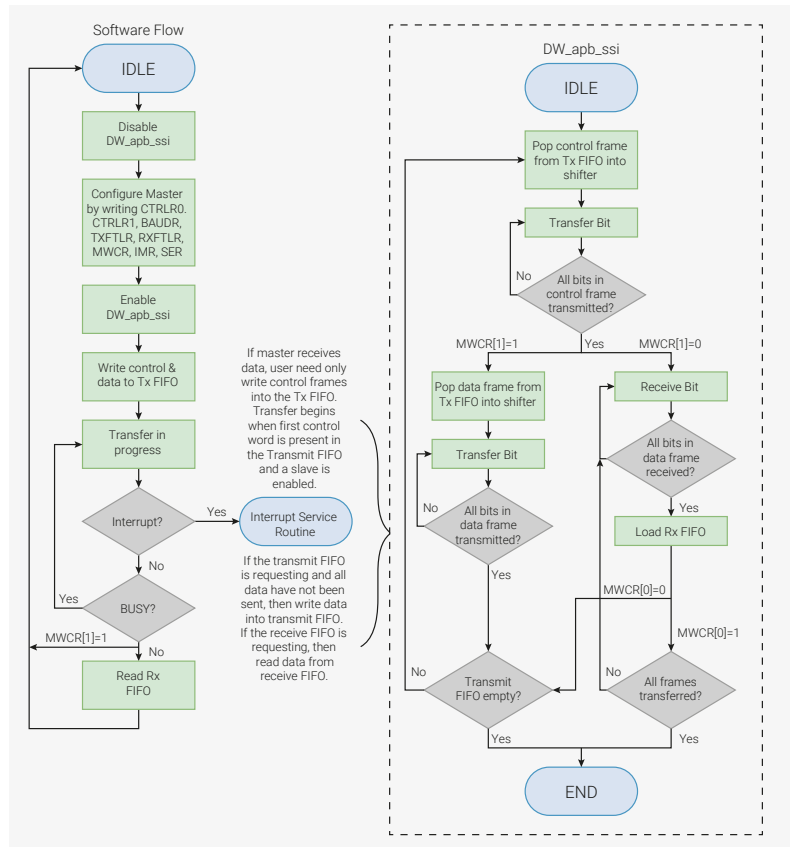 Software Flow
IDLE
Disable
DW_apb_ssi
Configure Master
by writing CTRLR0.
CTRLR1, BAUDR,
TXFTLR, RXFTLR,
MWCR, IMR, SER
Enable
DW_apb_ssi
Write control &
data to Tx FIFO
Transfer in
progress
Interrupt?
Yes
Interrupt Service
Routine
No
BUSY?
Yes
MWCR[1]=1
No
Read Rx
FIFO
If master receives
data, user need only
write control frames
into the Tx FIFO.
Transfer begins
when first control
word is present in
the Transmit FIFO
and a slave is
enabled.
If the transmit FIFO
is requesting and all
data have not been
sent, then write data
into transmit FIFO.
If the receive FIFO is
requesting, then
read data from
receive FIFO.
DW_apb_ssi
IDLE
Pop control frame
from Tx FIFO into
shifter
Transfer Bit
No
All bits in
control frame
transmitted?
MWCR[1]=1
Yes
MWCR[1]=0
Pop data frame from
Tx FIFO into shifter
Transfer Bit
No
All bits in
data frame
transmitted?
Yes
Receive Bit
All bits in
data frame
received?
Yes
Load Rx FIFO
MWCR[0]=0
MWCR[0]=1
No
Transmit
FIFO empty?
Yes
No
All frames
transferred?
Yes
END